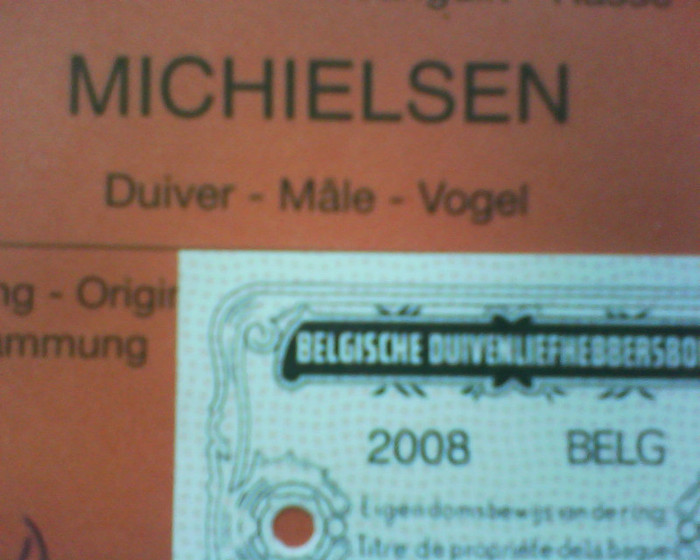 MICHIELSEN
Duiver - Mâle - Vogel
ng - Origin
ammung
BELGISCHE DUIVENLIEFHEBBERSBO
2008 BELG
Eigendomsbewijs van de ring
Titre de propriété de la bague